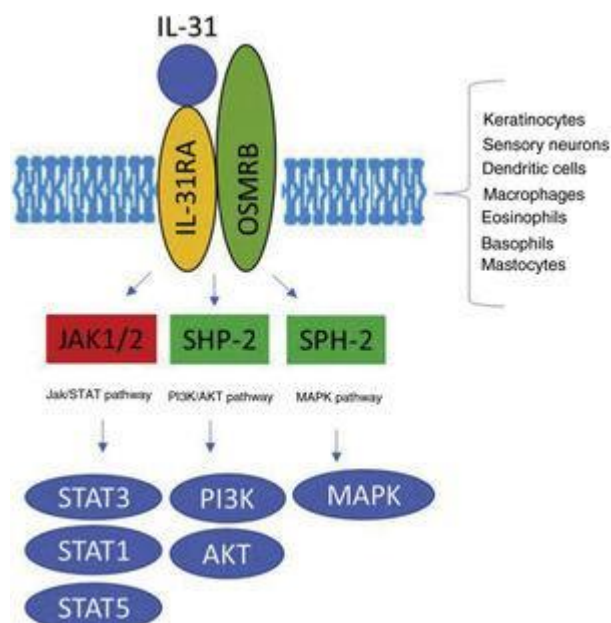 IL-31
IL-31RA
OSMRB
Keratinocytes
Sensory neurons
Dendritic cells
Macrophages
Eosinophils
Basophils
Mastocytes
JAK1/2 SHP-2 SPH-2
Jak/STAT pathway PI3K/AKT pathway MAPK pathway
STAT3 PI3K MAPK
STAT1 AKT
STAT5